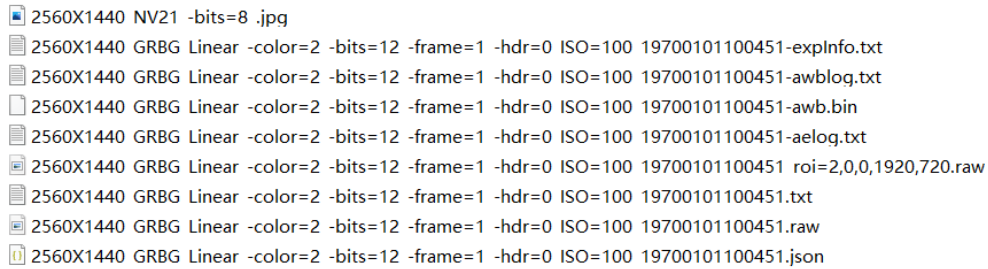 2560X1440 NV21 -bits=8 .jpg
2560X1440 GRBG Linear -color=2 -bits=12 -frame=1 -hdr=0 ISO=100 19700101100451-expInfo.txt
2560X1440 GRBG Linear -color=2 -bits=12 -frame=1 -hdr=0 ISO=100 19700101100451-awblog.txt
2560X1440 GRBG Linear -color=2 -bits=12 -frame=1 -hdr=0 ISO=100 19700101100451-awb.bin
2560X1440 GRBG Linear -color=2 -bits=12 -frame=1 -hdr=0 ISO=100 19700101100451-aelog.txt
2560X1440 GRBG Linear -color=2 -bits=12 -frame=1 -hdr=0 ISO=100 19700101100451 roi=2,0,0,1920,720.raw
2560X1440 GRBG Linear -color=2 -bits=12 -frame=1 -hdr=0 ISO=100 19700101100451.txt
2560X1440 GRBG Linear -color=2 -bits=12 -frame=1 -hdr=0 ISO=100 19700101100451.raw
2560X1440 GRBG Linear -color=2 -bits=12 -frame=1 -hdr=0 ISO=100 19700101100451.json